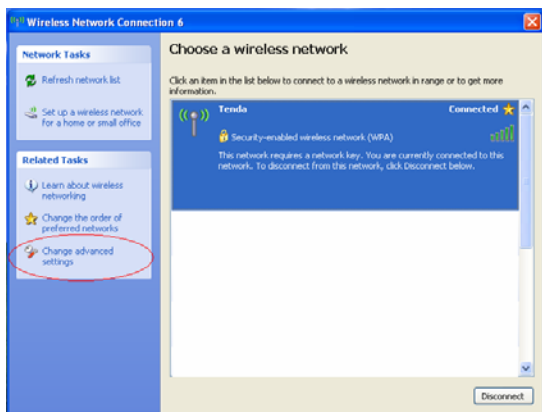 Wireless Network Connection 6
Network Tasks
Refresh network list
Set up a wireless network
for a home or small office
Related Tasks
Learn about wireless
networking
Change the order of
preferred networks
Change advanced
settings
Choose a wireless network
Click an item in the list below to connect to a wireless network in range or to get more
information.
Tenda
Connected
Security-enabled wireless network (WPA)
This network requires a network key. You are currently connected to this
network. To disconnect from this network, click Disconnect below.
Disconnect